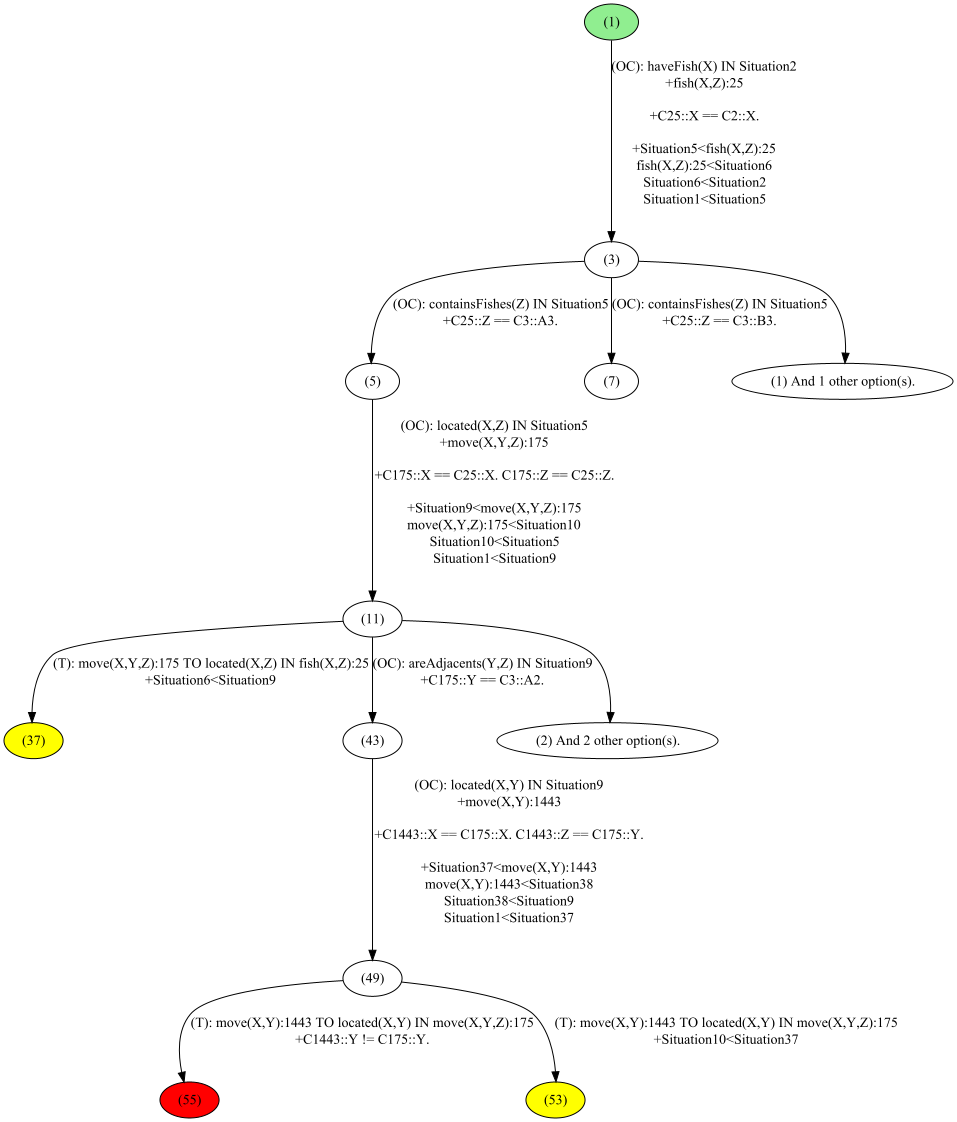 (1)
(OC): haveFish(X) IN Situation2
+fish(X,Z):25
+C25::X == C2::X.
+Situation5<fish(X,Z):25
fish(X,Z):25<Situation6
Situation6<Situation2
Situation1<Situation5
(3)
(OC): containsFishes(Z) IN Situation5
+C25::Z == C3::A3.
(OC): containsFishes(Z) IN Situation5
+C25::Z == C3::B3.
(5)
(7)
(1) And 1 other option(s).
(OC): located(X,Z) IN Situation5
+move(X,Y,Z):175
+C175::X == C25::X. C175::Z == C25::Z.
+Situation9<move(X,Y,Z):175
move(X,Y,Z):175<Situation10
Situation10<Situation5
Situation1<Situation9
(11)
(T): move(X,Y,Z):175 TO located(X,Z) IN fish(X,Z):25
+Situation6<Situation9
(OC): areAdjacents(Y,Z) IN Situation9
+C175::Y == C3::A2.
(37)
(43)
(2) And 2 other option(s).
(OC): located(X,Y) IN Situation9
+move(X,Y):1443
+C1443::X == C175::X. C1443::Z == C175::Y.
+Situation37<move(X,Y):1443
move(X,Y):1443<Situation38
Situation38<Situation9
Situation1<Situation37
(49)
(T): move(X,Y):1443 TO located(X,Y) IN move(X,Y,Z):175
+C1443::Y != C175::Y.
(T): move(X,Y):1443 TO located(X,Y) IN move(X,Y,Z):175
+Situation10<Situation37
(55)
(53)